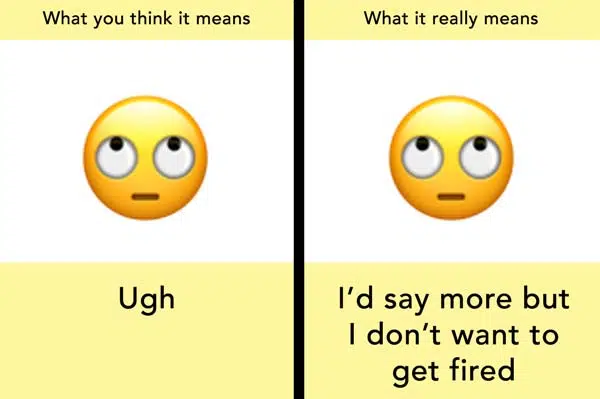 What you think it means
Ugh
What it really means
I’d say more but
I don’t want to
get fired